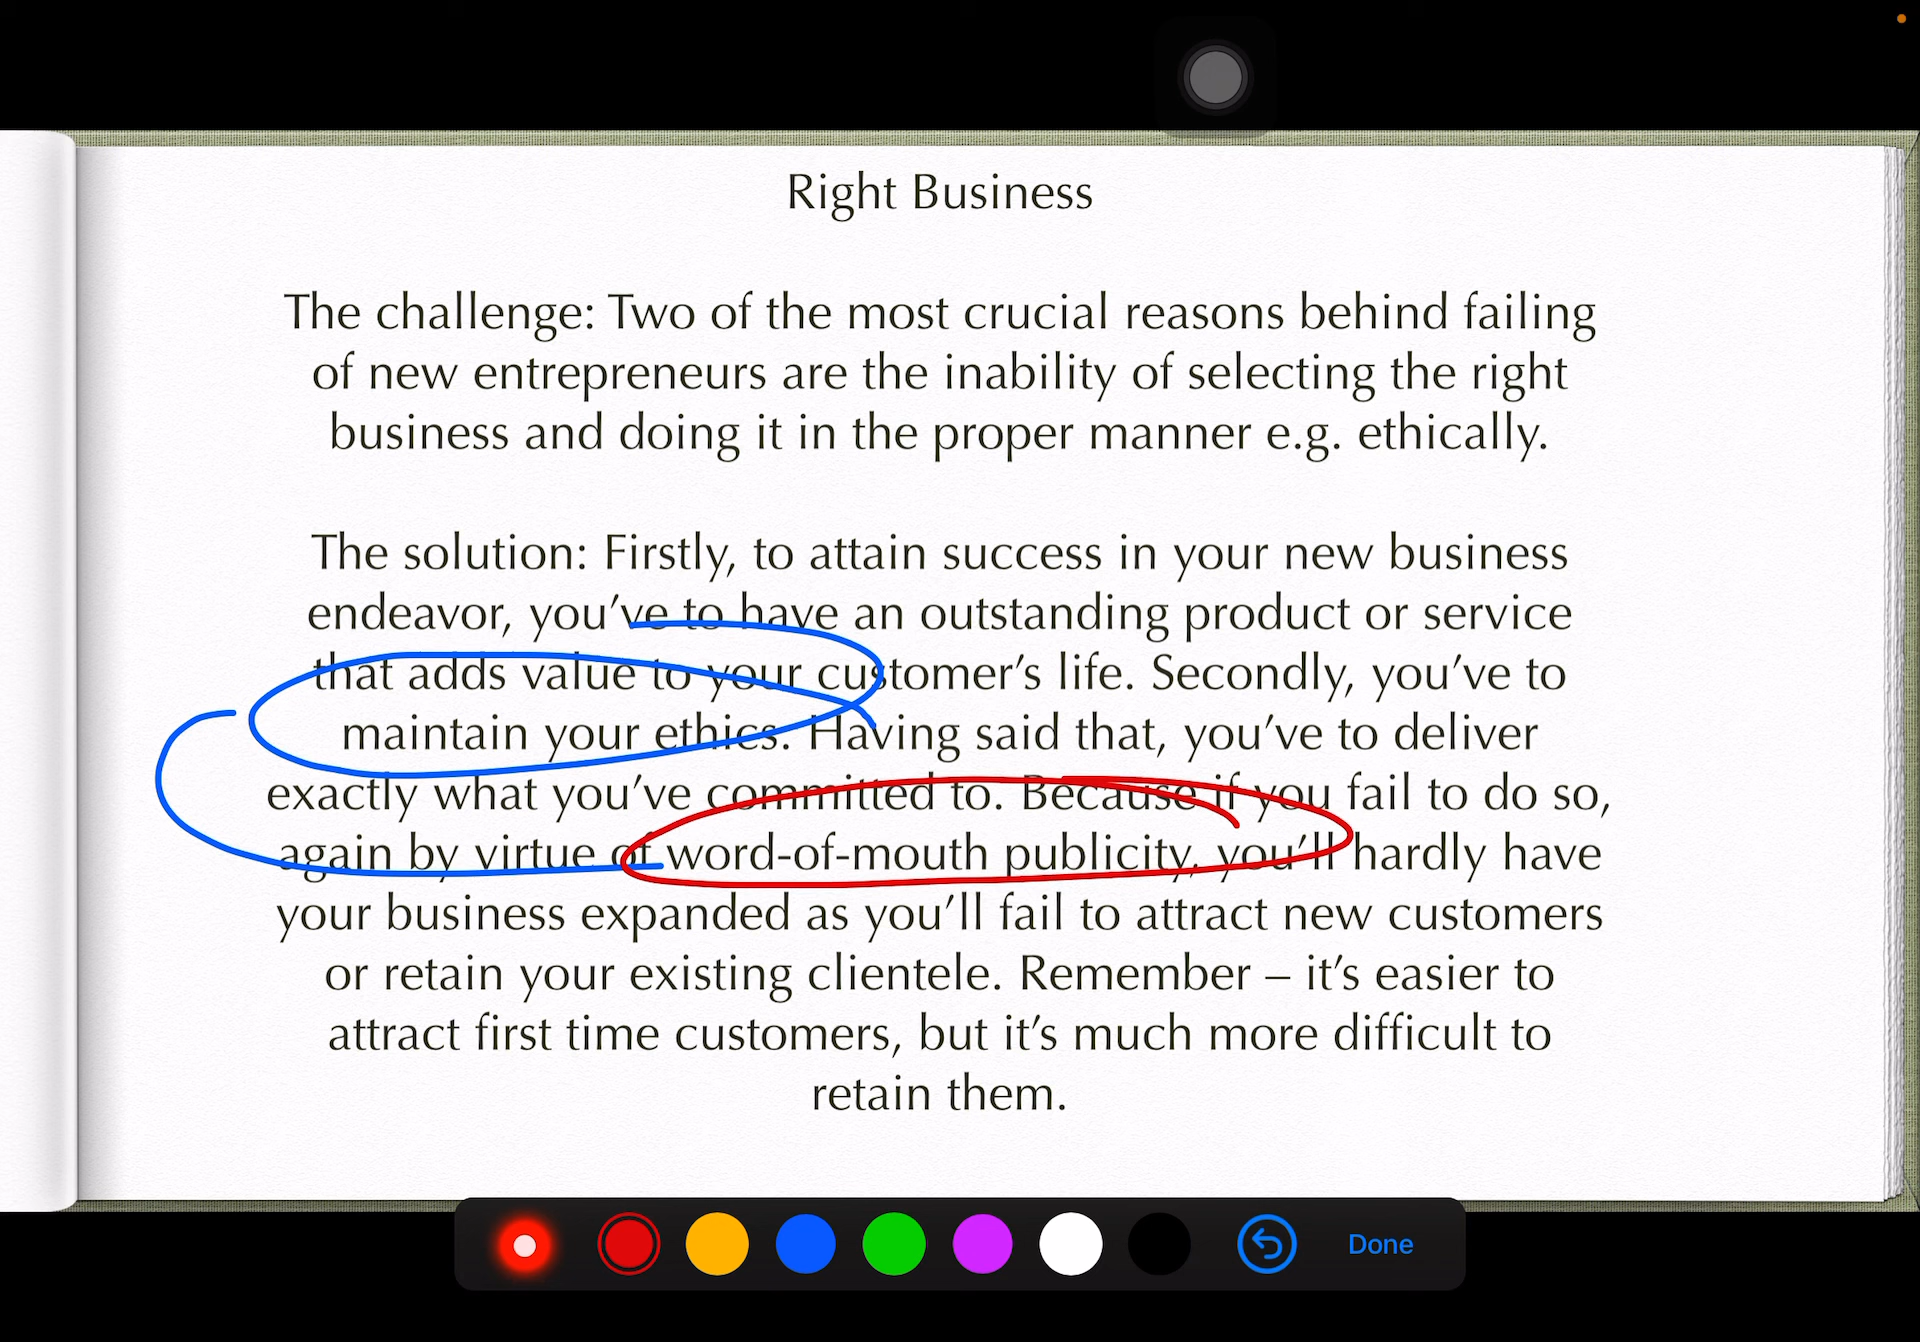 Right Business
The challenge: Two of the most crucial reasons behind failing
of new entrepreneurs are the inability of selecting the right
business and doing it in the proper manner e.g. ethically.
The solution: Firstly, to attain success in your new business
endeavor, you’ve to have an outstanding product or service
that adds value to your customer’s life. Secondly, you’ve to
maintain your ethics. Having said that, you’ve to deliver
exactly what you’ve committed to. Because if you fail to do so,
again by virtue of word-of-mouth publicity, you’ll hardly have
your business expanded as you’ll fail to attract new customers
or retain your existing clientele. Remember – it’s easier to
attract first time customers, but it’s much more difficult to
retain them.
Done